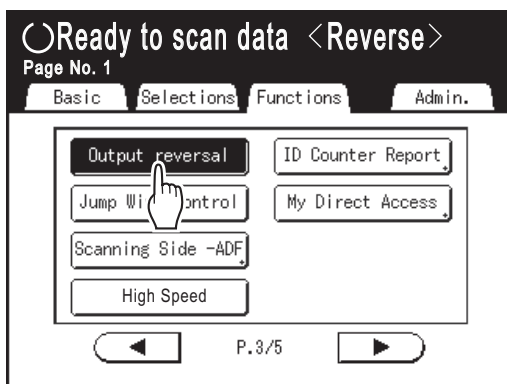 Ready to scan data <Reverse>
Page No. 1
Basic Selections Functions Admin.
Output reversal ID Counter Report
Jump My Direct Access
Scanning Side -ADF
High Speed
P.3/5